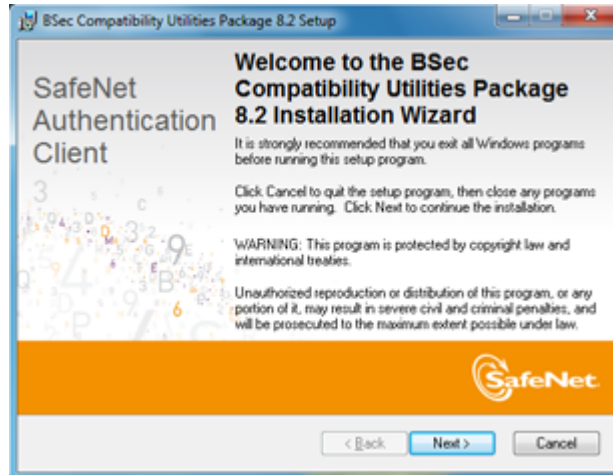 BSec Compatibility Utilities Package 8.2 Setup
SafeNet
Authentication
Client
Welcome to the BSec
Compatibility Utilities Package
8.2 Installation Wizard
It is strongly recommended that you exit all Windows programs
before running this setup program.
Click Cancel to quit the setup program, then close any programs
you have running. Click Next to continue the installation.
WARNING: This program is protected by copyright law and
international treaties.
Unauthorized reproduction or distribution of this program, or any
portion of it, may result in severe civil and criminal penalties, and
will be prosecuted to the maximum extent possible under law.
SafeNet.
< Back
Next >
Cancel